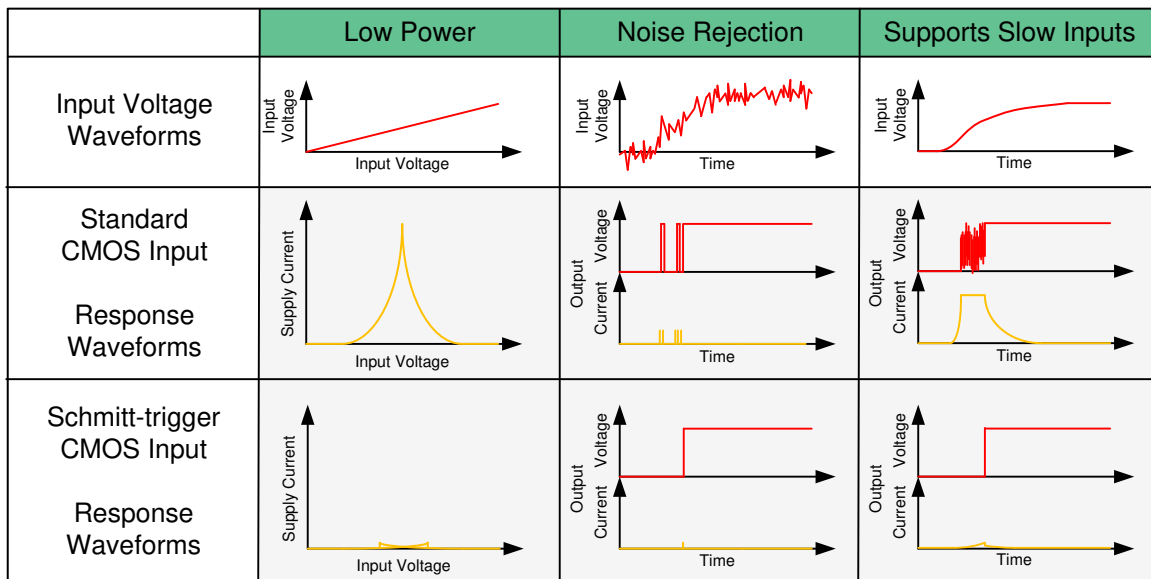 Low Power
Noise Rejection
Supports Slow Inputs
Input Voltage
Waveforms
Input
Voltage
Input Voltage
Input
Voltage
Time
Input
Voltage
Time
Standard
CMOS Input
Response
Waveforms
Supply Current
Input Voltage
Output
Voltage
Current
Time
Output
Voltage
Current
Time
Schmitt-trigger
CMOS Input
Response
Waveforms
Supply Current
Input Voltage
Output
Voltage
Current
Time
Output
Voltage
Current
Time